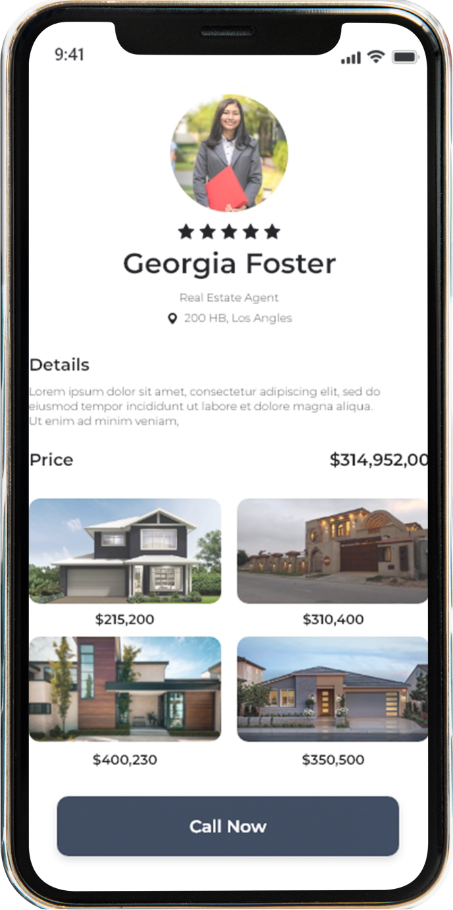 9:41
Georgia Foster
Real Estate Agent
200 HB, Los Angles
Details
Lorem ipsum dolor sit amet, consectetur adipiscing elit, sed do
eiusmod tempor incididunt ut labore et dolore magna aliqua.
Ut enim ad minim veniam,
Price $314,952,00
$215,200 $310,400
$400,230 $350,500
Call Now